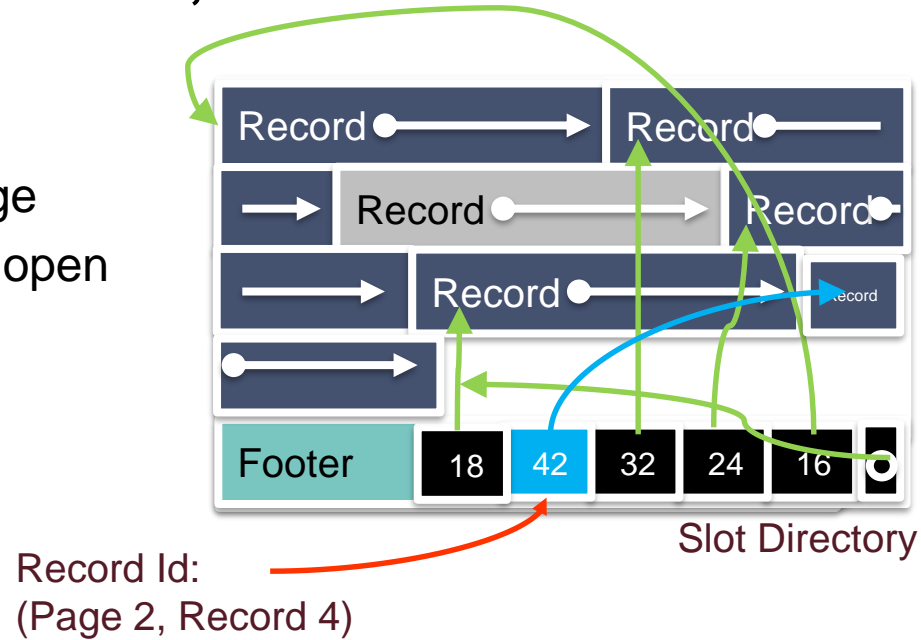 ge
open
Record Record
Record Record
Record Record
Footer 18 42 32 24 16
Slot Directory
Record Id:
(Page 2, Record 4)